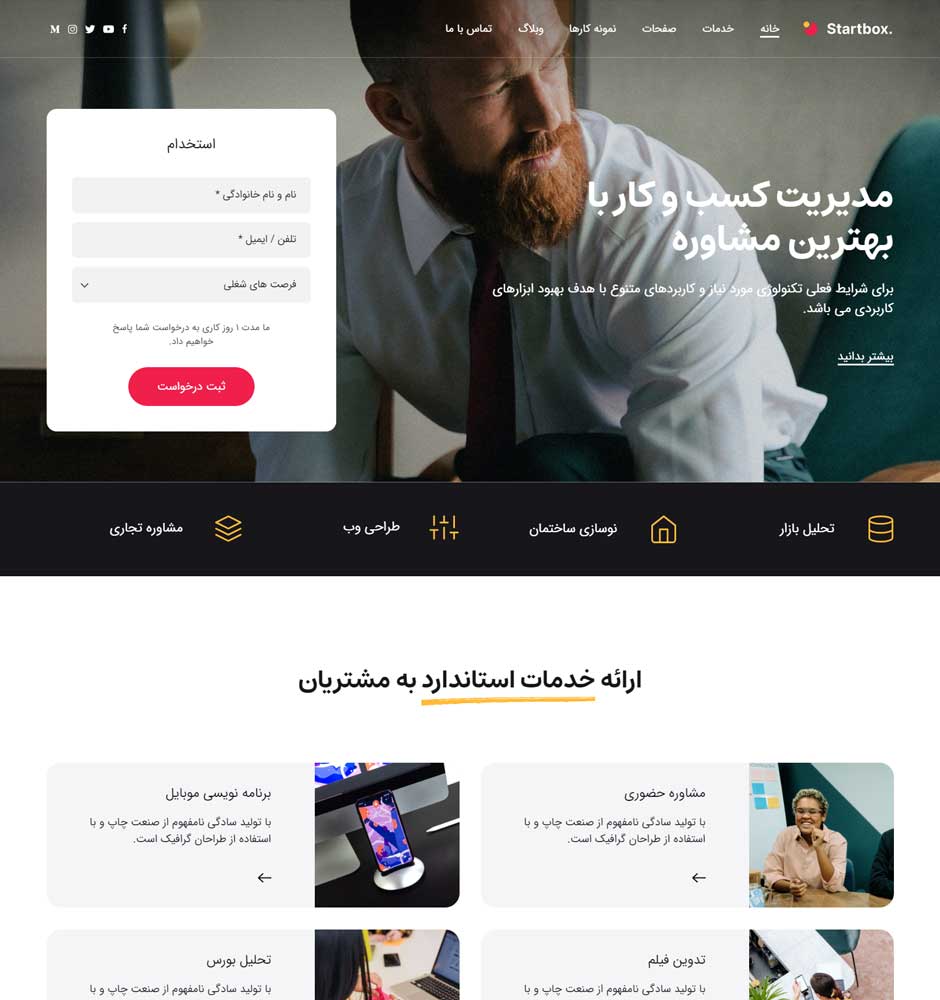 Startbox.
خانه
خدمات
صفحات
نمونه کارها
وبلاگ
تماس با ما
مدیریت کسب و کار با
بهترین مشاوره
برای شرایط فعلی تکنولوژی مورد نیاز و کاربردهای متنوع با هدف بهبود ابزارهای
کاربردی می باشد.
بیشتر بدانید
استخدام
نام و نام خانوادگی *
تلفن / ایمیل *
فرصت های شغلی
ما مدت ۱ روز کاری به درخواست شما پاسخ
خواهیم داد.
ثبت درخواست
تحلیل بازار
نوسازی ساختمان
طراحی وب
مشاوره تجاری
ارائه خدمات استاندارد به مشتریان
مشاوره حضوری
با تولید سادگی نامفهوم از صنعت چاپ و با
استفاده از طراحان گرافیک است.
برنامه نویسی موبایل
با تولید سادگی نامفهوم از صنعت چاپ و با
استفاده از طراحان گرافیک است.
تدوین فیلم
با تولید سادگی نامفهوم از صنعت چاپ و با
تحلیل بورس
با تولید سادگی نامفهوم از صنعت چاپ و با